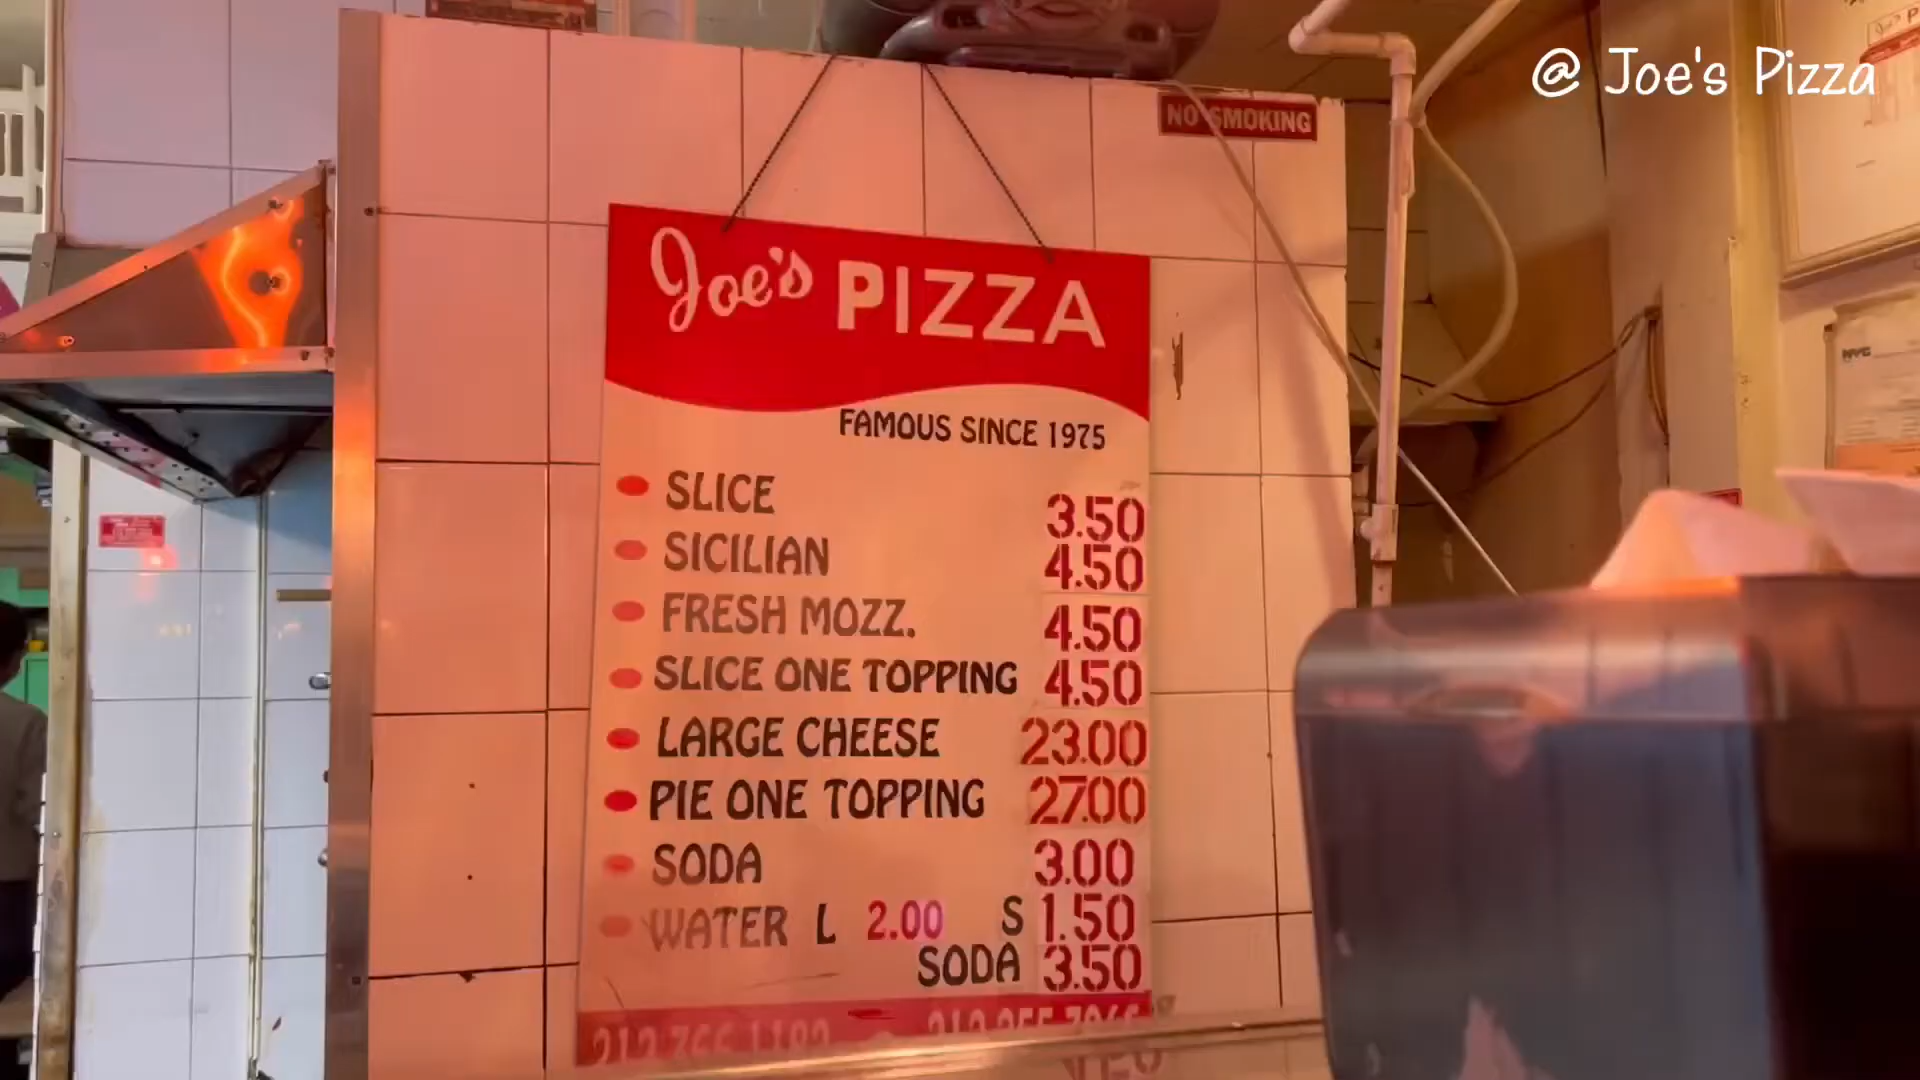 @ Joe's Pizza
NO SMOKING
Joe's PIZZA
FAMOUS SINCE 1975
SLICE 3.50
SICILIAN 4.50
FRESH MOZZ. 4.50
SLICE ONE TOPPING 4.50
LARGE CHEESE 23.00
PIE ONE TOPPING 27.00
SODA 3.00
WATER L 2.00 S 1.50
SODA 3.50
NYC